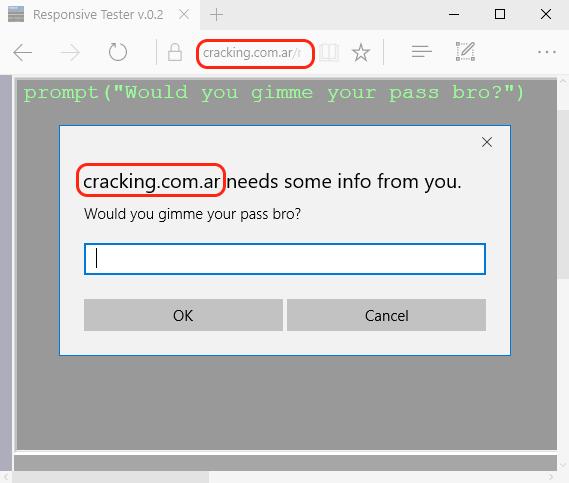 Responsive Tester v.0.2
cracking.com.ar/r
prompt("Would you gimme your pass bro?")
cracking.com.ar needs some info from you.
Would you gimme your pass bro?
OK
Cancel